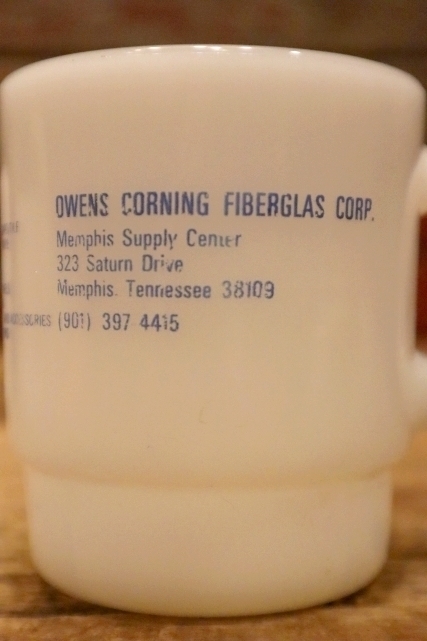 OWENS CORNING FIBERGLAS CORP.
Memphis Supply Center
323 Saturn Drive
Memphis. Tennessee 38109
(901) 397 4415